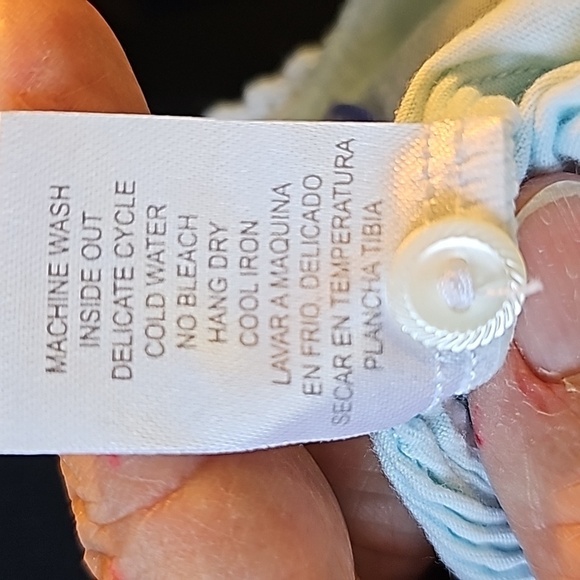 MACHINE WASH
INSIDE OUT
DELICATE CYCLE
COLD WATER
NO BLEACH
HANG DRY
COOL IRON
LAVAR A MAQUINA
EN FRIO, DELICADO
SECAR EN TEMPERATURA
PLANCHA TIBIA